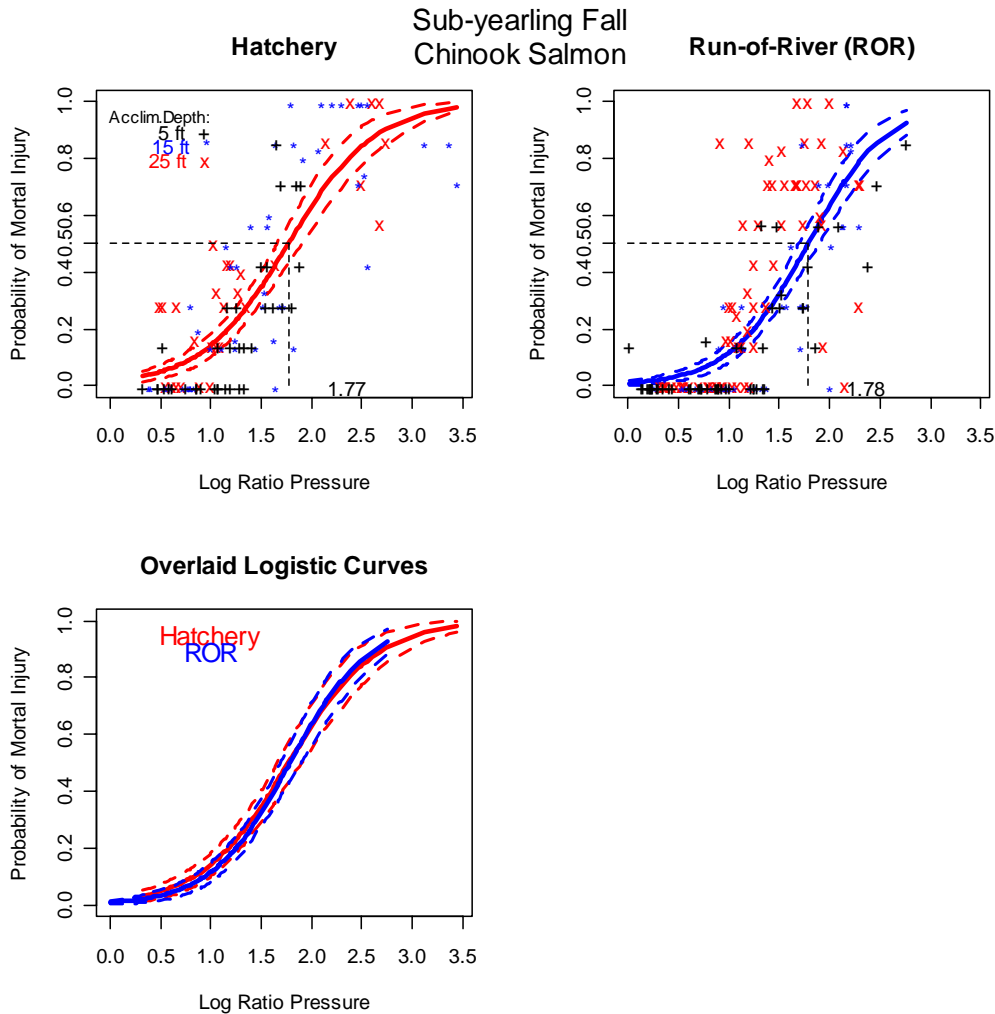 Sub-yearling Fall
Chinook Salmon
Hatchery
Probability of Mortal Injury
1.0
0.8
0.6
0.50
0.4
0.2
0.0
Acclim.Depth:
5 ft +
15 ft *
25 ft x
1.77
0.0 0.5 1.0 1.5 2.0 2.5 3.0 3.5
Log Ratio Pressure
Run-of-River (ROR)
Probability of Mortal Injury
1.0
0.8
0.6
0.50
0.4
0.2
0.0
1.78
0.0 0.5 1.0 1.5 2.0 2.5 3.0 3.5
Log Ratio Pressure
Overlaid Logistic Curves
Probability of Mortal Injury
1.0
0.8
0.6
0.4
0.2
0.0
Hatchery
ROR
0.0 0.5 1.0 1.5 2.0 2.5 3.0 3.5
Log Ratio Pressure